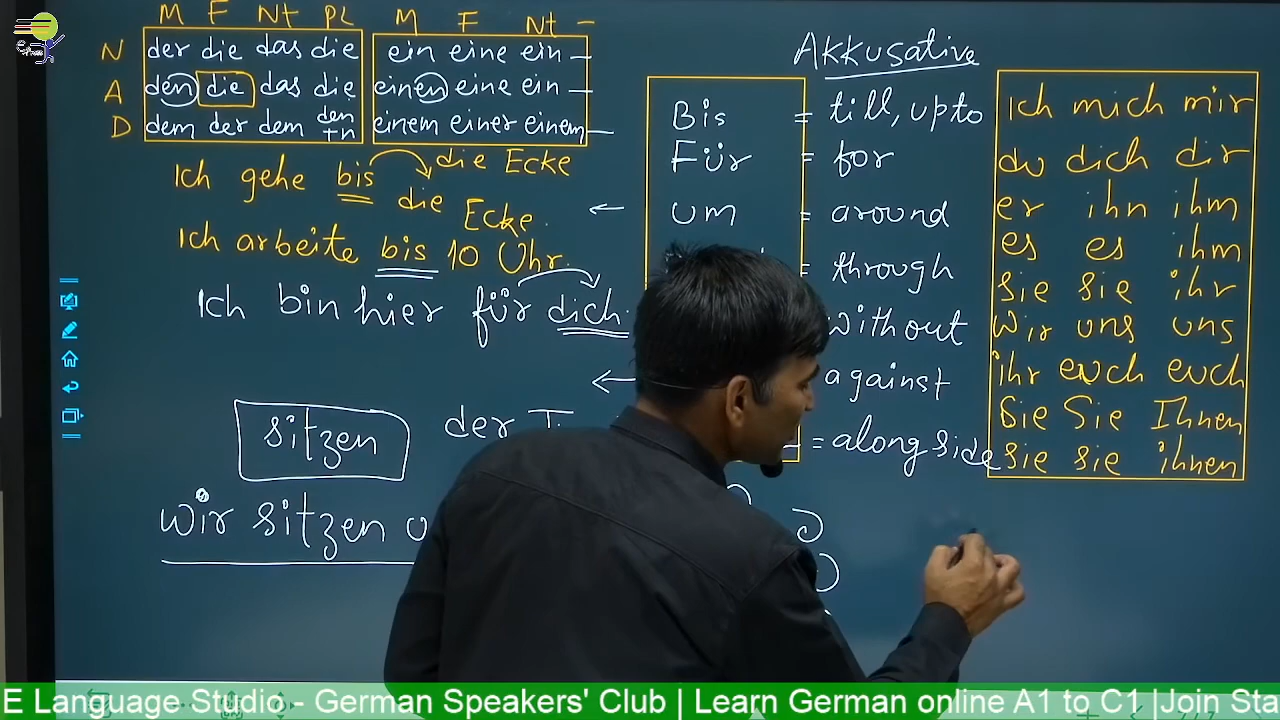 M F Nt PL
M F Nt –
N der die das die ein eine ein –
A den die das die einen eine ein –
D dem der dem den+n einem einer einem –
Ich gehe bis die Ecke
die Ecke.
Ich arbeite bis 10 Uhr.
Ich bin hier für dich.
sitzen
der
wir sitzen
Akkusative
Bis = till, upto
Für = for
um = around
= through
without
against
= along side
Ich mich mir
du dich dir
er ihn ihm
es es ihm
sie sie ihr
wir uns uns
ihr euch euch
Sie Sie Ihnen
sie sie ihnen
E Language Studio - German Speakers' Club | Learn German online A1 to C1 |Join Sta